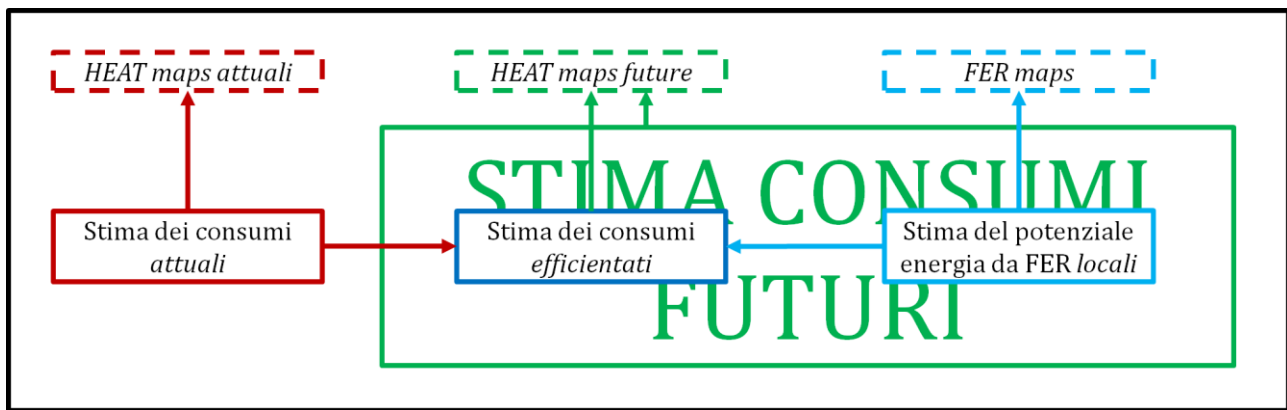 HEAT maps attuali
HEAT maps future
FER maps
STIMA CONSUMI
FUTURI
Stima dei consumi
attuali
Stima dei consumi
efficientati
Stima del potenziale
energia da FER locali